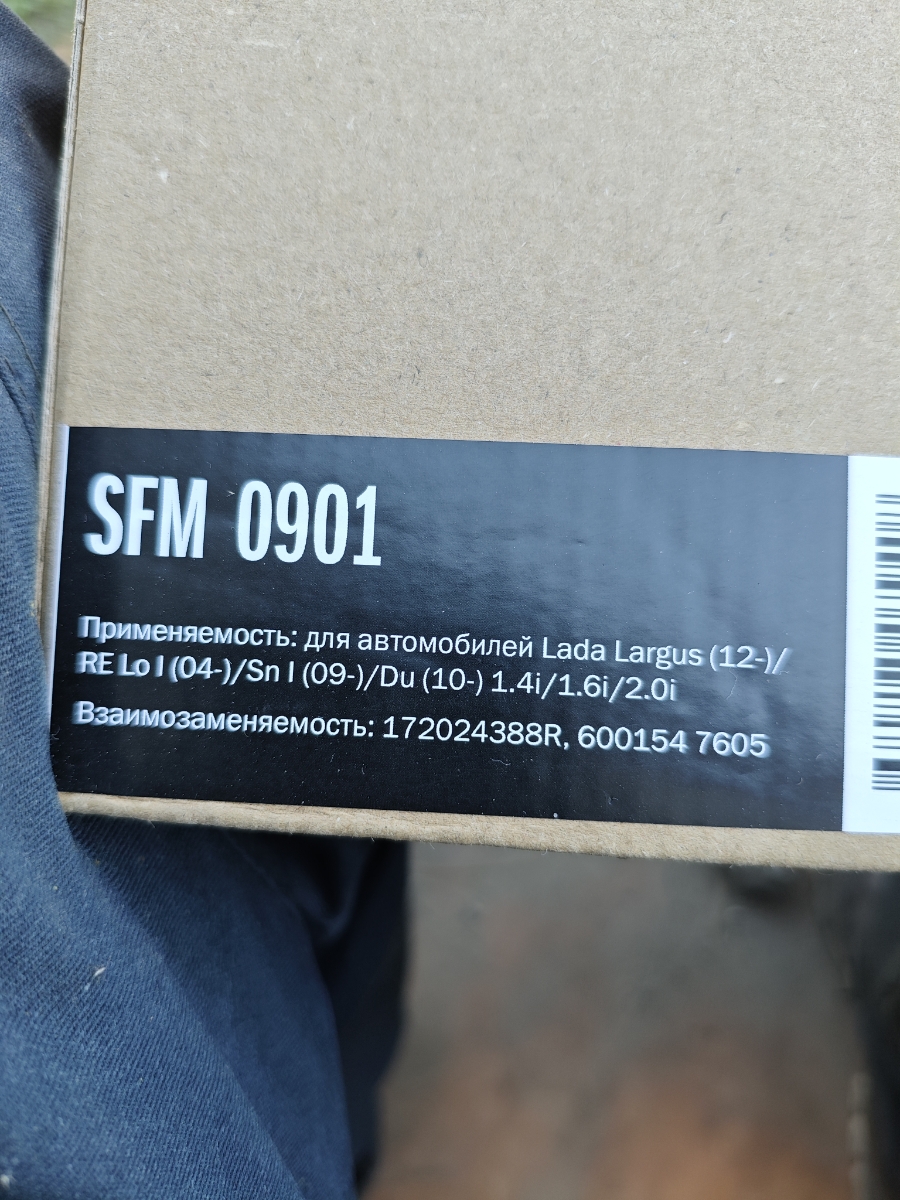 SFM 0901
Применяемость: для автомобилей Lada Largus (12-)/
RE Lo I (04-)/Sn I (09-)/Du (10-) 1.4i/1.6i/2.0i
Взаимозаменяемость: 172024388R, 600154 7605